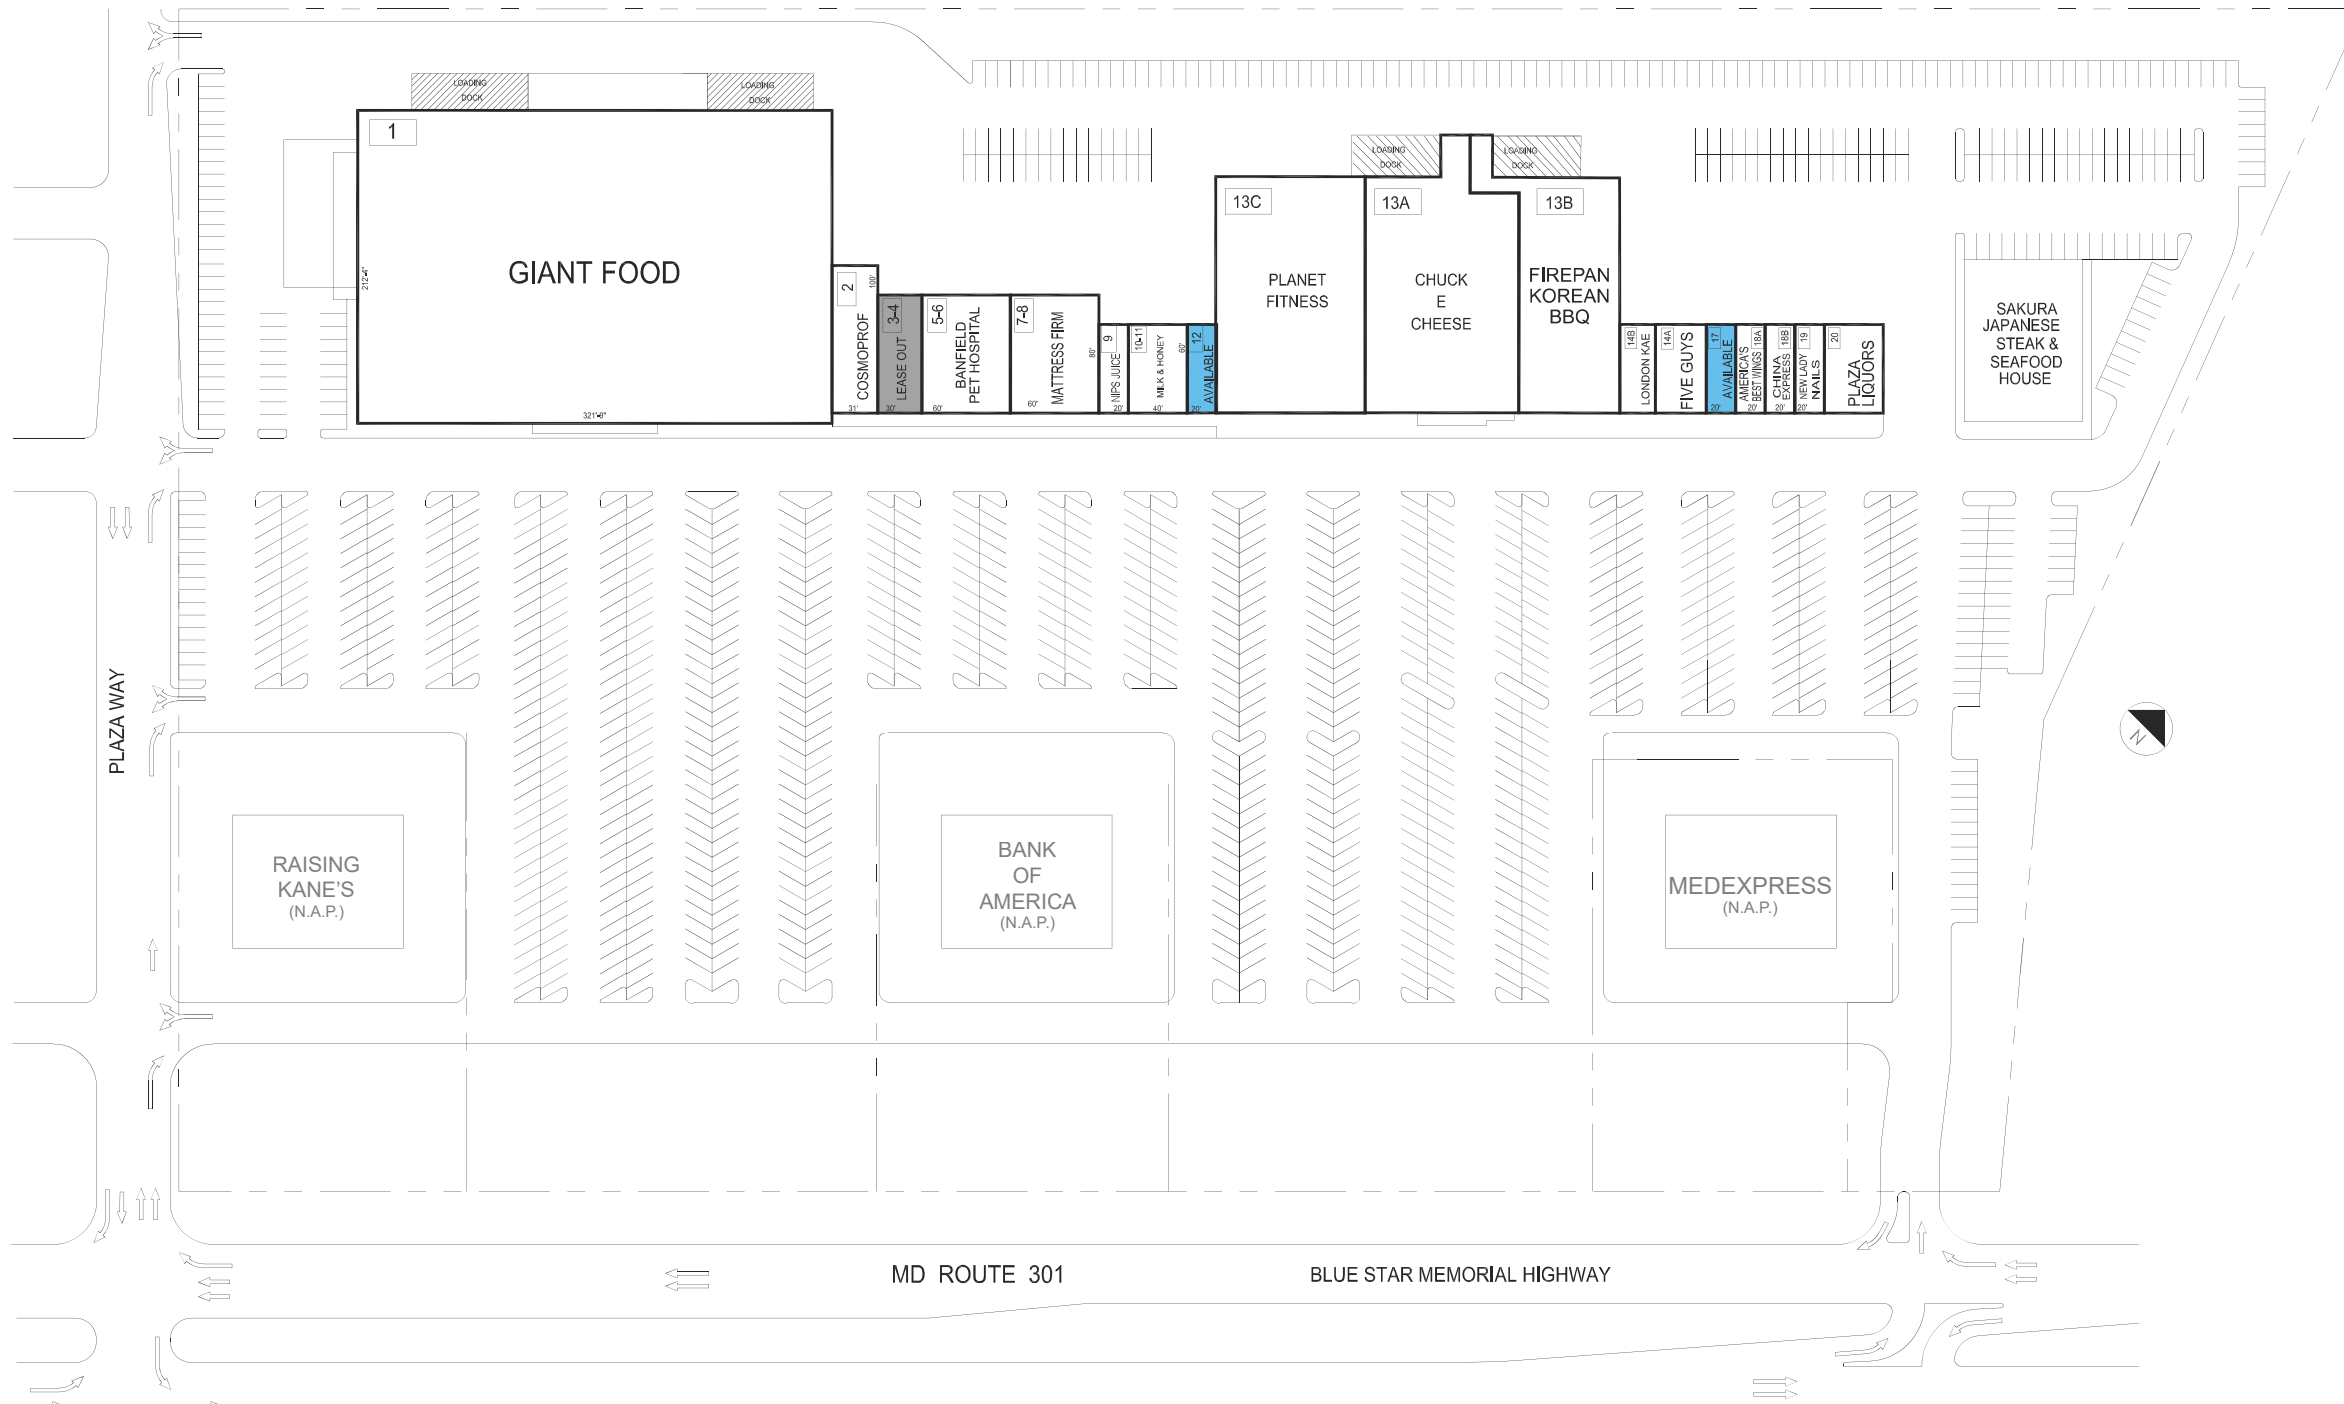 LOADING
DOCK
LOADING
DOCK
1
GIANT FOOD
212'-4"
321'-9"
2
100'
COSMOPROF
31'
3-4
LEASE OUT
30'
5-6
BANFIELD
PET HOSPITAL
60'
7-8
MATTRESS FIRM
60'
80'
9
NIPS JUICE
20'
10-11
MILK & HONEY
40'
60'
12
AVAILABLE
20'
13C
PLANET
FITNESS
LOADING
DOCK
13A
CHUCK
E
CHEESE
LOADING
DOCK
13B
FIREPAN
KOREAN
BBQ
14B
LONDON KAE
14A
FIVE GUYS
17
AVAILABLE
20'
18A
AMERICA'S
BEST WINGS
20'
18B
CHINA
EXPRESS
20'
19
NEW LADY
NAILS
20'
20
PLAZA
LIQUORS
SAKURA
JAPANESE
STEAK &
SEAFOOD
HOUSE
PLAZA WAY
N
RAISING
KANE'S
(N.A.P.)
BANK
OF
AMERICA
(N.A.P.)
MEDEXPRESS
(N.A.P.)
MD ROUTE 301
BLUE STAR MEMORIAL HIGHWAY